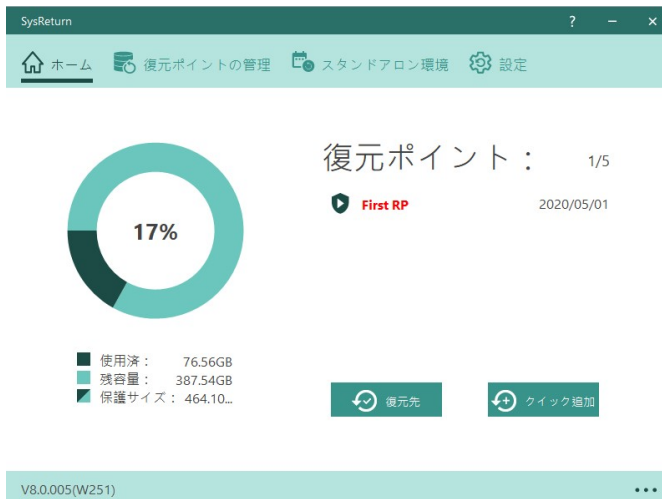 SysReturn
ホーム 復元ポイントの管理 スタンドアロン環境 設定
復元ポイント： 1/5
First RP 2020/05/01
17%
使用済： 76.56GB
残容量： 387.54GB
保護サイズ： 464.10...
復元先 クイック追加
V8.0.005(W251)